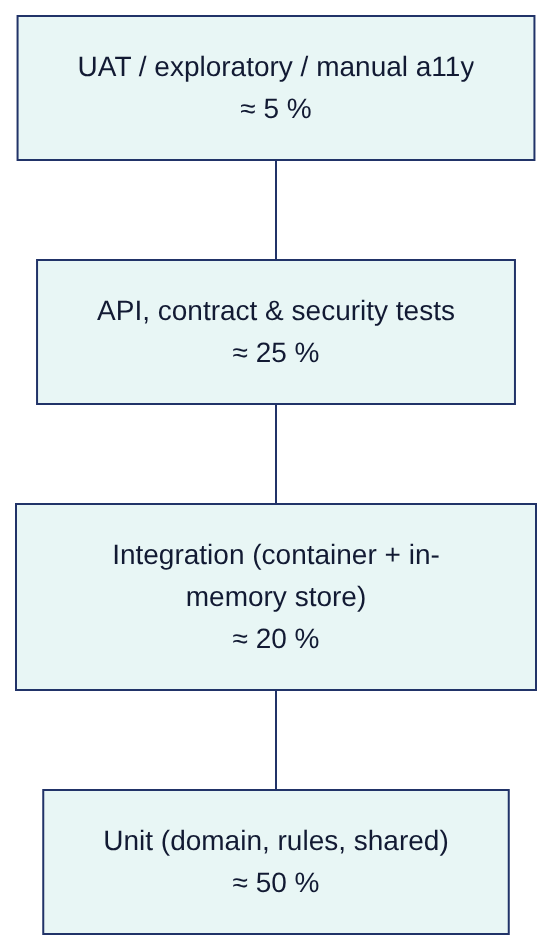 UAT / exploratory / manual a11y
≈ 5 %
API, contract & security tests
≈ 25 %
Integration (container + in-
memory store)
≈ 20 %
Unit (domain, rules, shared)
≈ 50 %